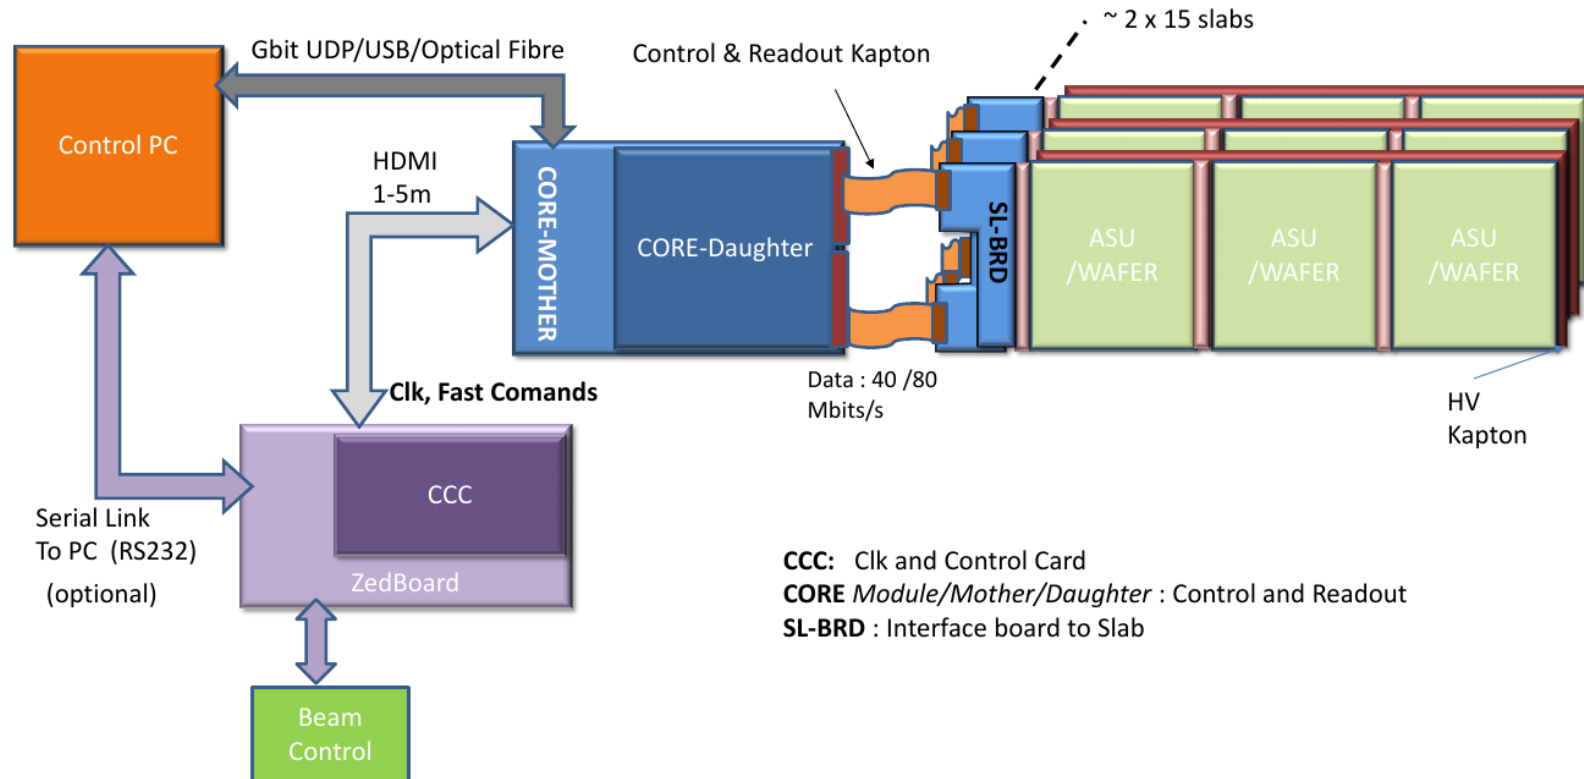 ~ 2 x 15 slabs
Gbit UDP/USB/Optical Fibre
Control & Readout Kapton
Control PC
HDMI
1-5m
CORE-MOTHER
CORE-Daughter
SL-BRD
ASU
/WAFER
ASU
/WAFER
ASU
/WAFER
Data : 40 /80
Mbits/s
HV
Kapton
Clk, Fast Comands
CCC
ZedBoard
Serial Link
To PC (RS232)
(optional)
Beam
Control
CCC: Clk and Control Card
CORE Module/Mother/Daughter : Control and Readout
SL-BRD : Interface board to Slab